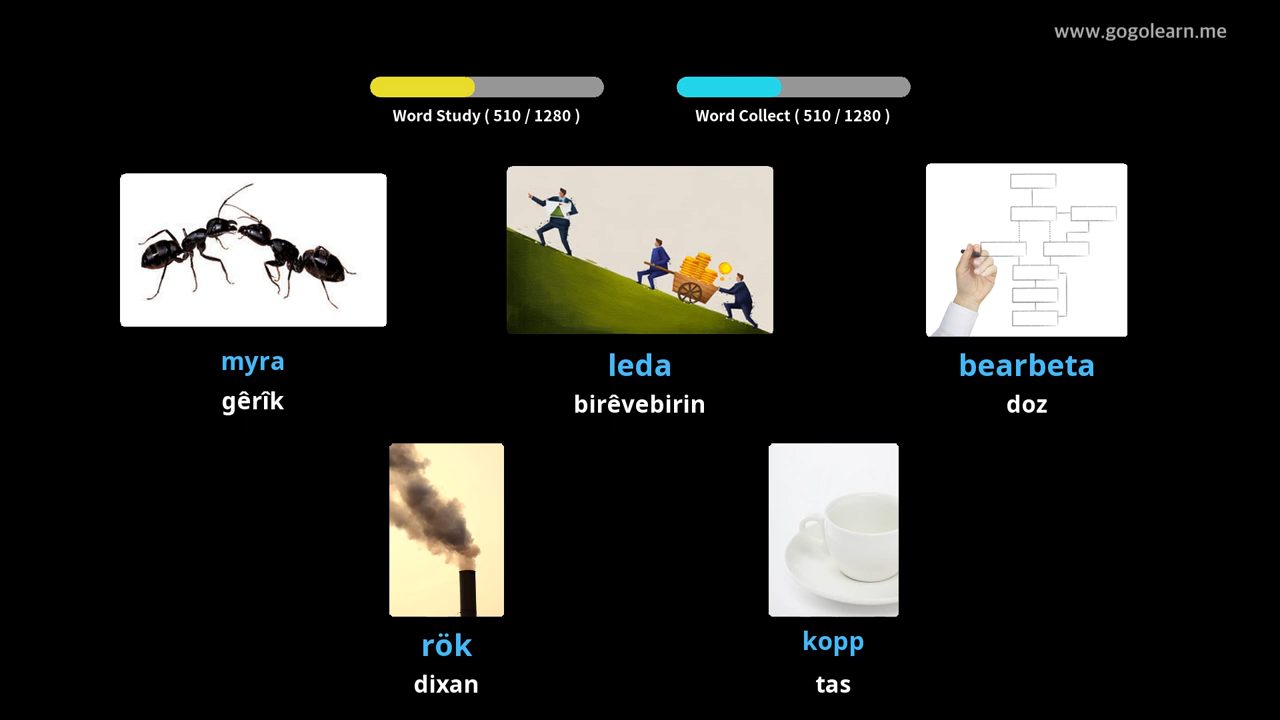 www.gogolearn.me
Word Study ( 510 / 1280 )
Word Collect ( 510 / 1280 )
myra
gêrîk
leda
birêvebirin
bearbeta
doz
rök
dixan
kopp
tas